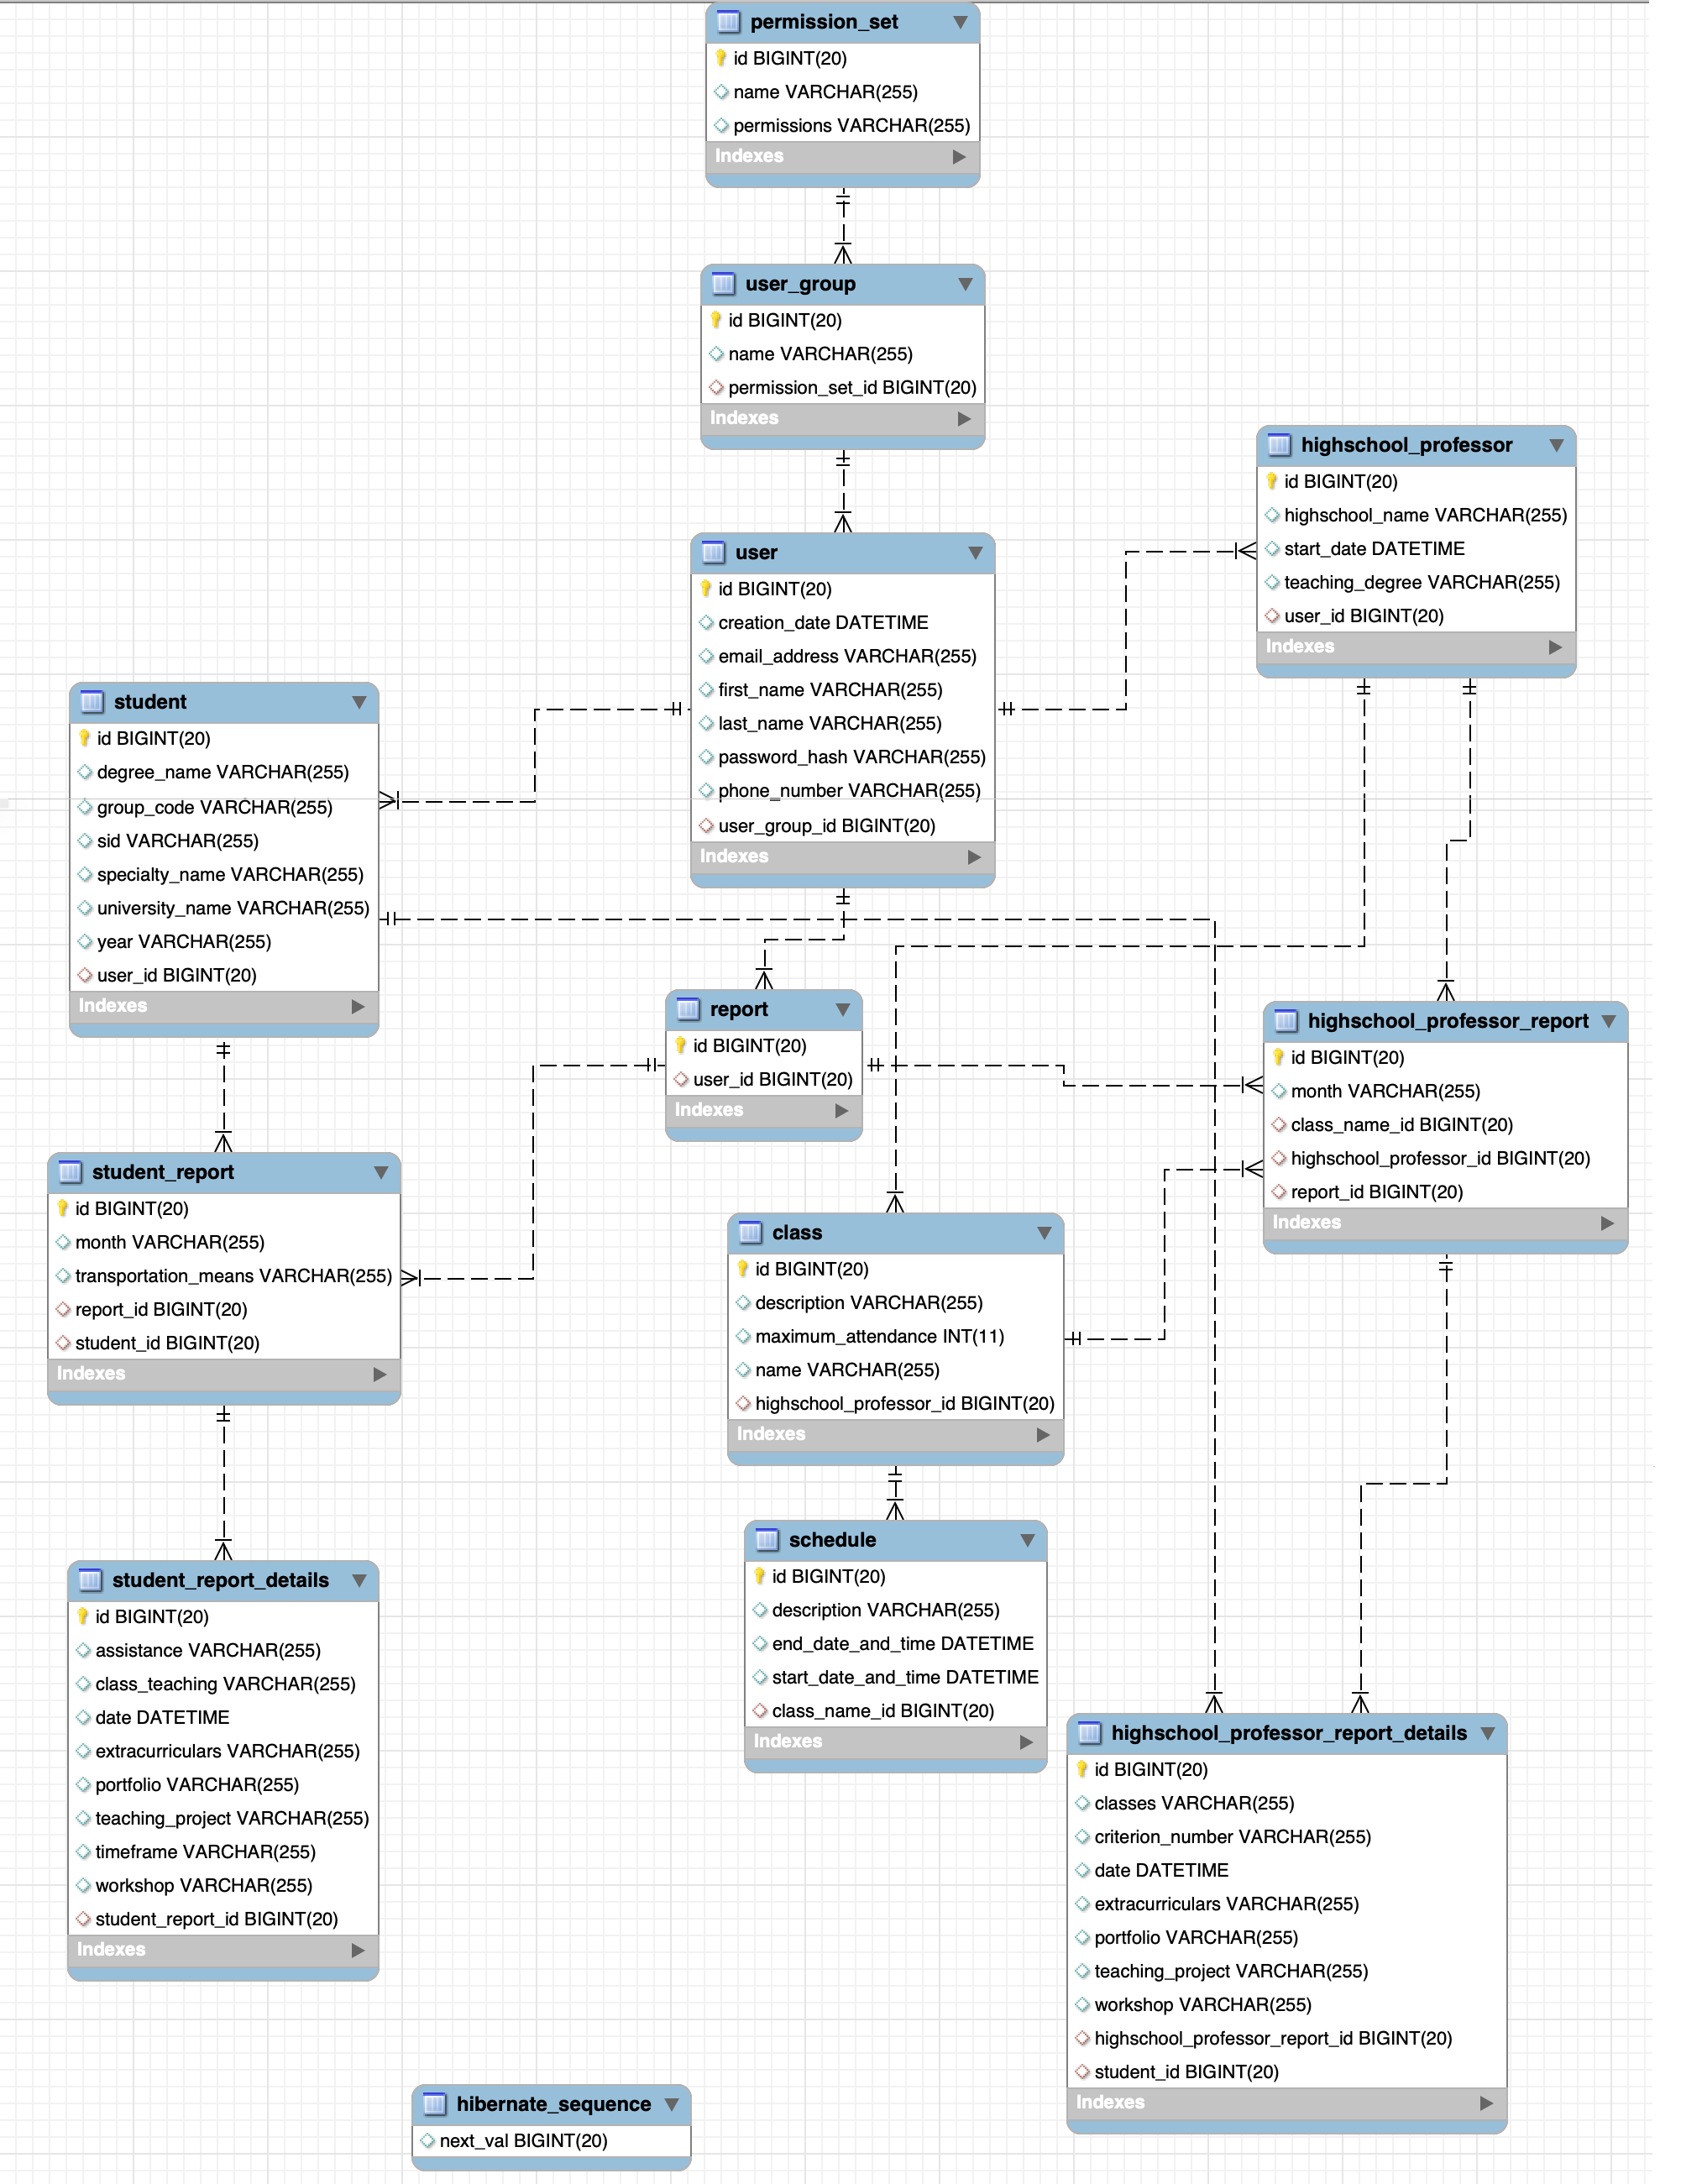 permission_set
id BIGINT(20)
name VARCHAR(255)
permissions VARCHAR(255)
Indexes
user_group
id BIGINT(20)
name VARCHAR(255)
permission_set_id BIGINT(20)
Indexes
highschool_professor
id BIGINT(20)
highschool_name VARCHAR(255)
start_date DATETIME
teaching_degree VARCHAR(255)
user_id BIGINT(20)
Indexes
user
id BIGINT(20)
creation_date DATETIME
email_address VARCHAR(255)
first_name VARCHAR(255)
last_name VARCHAR(255)
password_hash VARCHAR(255)
phone_number VARCHAR(255)
user_group_id BIGINT(20)
Indexes
student
id BIGINT(20)
degree_name VARCHAR(255)
group_code VARCHAR(255)
sid VARCHAR(255)
specialty_name VARCHAR(255)
university_name VARCHAR(255)
year VARCHAR(255)
user_id BIGINT(20)
Indexes
report
id BIGINT(20)
user_id BIGINT(20)
Indexes
highschool_professor_report
id BIGINT(20)
month VARCHAR(255)
class_name_id BIGINT(20)
highschool_professor_id BIGINT(20)
report_id BIGINT(20)
Indexes
student_report
id BIGINT(20)
month VARCHAR(255)
transportation_means VARCHAR(255)
report_id BIGINT(20)
student_id BIGINT(20)
Indexes
class
id BIGINT(20)
description VARCHAR(255)
maximum_attendance INT(11)
name VARCHAR(255)
highschool_professor_id BIGINT(20)
Indexes
schedule
id BIGINT(20)
description VARCHAR(255)
end_date_and_time DATETIME
start_date_and_time DATETIME
class_name_id BIGINT(20)
Indexes
student_report_details
id BIGINT(20)
assistance VARCHAR(255)
class_teaching VARCHAR(255)
date DATETIME
extracurriculars VARCHAR(255)
portfolio VARCHAR(255)
teaching_project VARCHAR(255)
timeframe VARCHAR(255)
workshop VARCHAR(255)
student_report_id BIGINT(20)
Indexes
highschool_professor_report_details
id BIGINT(20)
classes VARCHAR(255)
criterion_number VARCHAR(255)
date DATETIME
extracurriculars VARCHAR(255)
portfolio VARCHAR(255)
teaching_project VARCHAR(255)
workshop VARCHAR(255)
highschool_professor_report_id BIGINT(20)
student_id BIGINT(20)
Indexes
hibernate_sequence
next_val BIGINT(20)